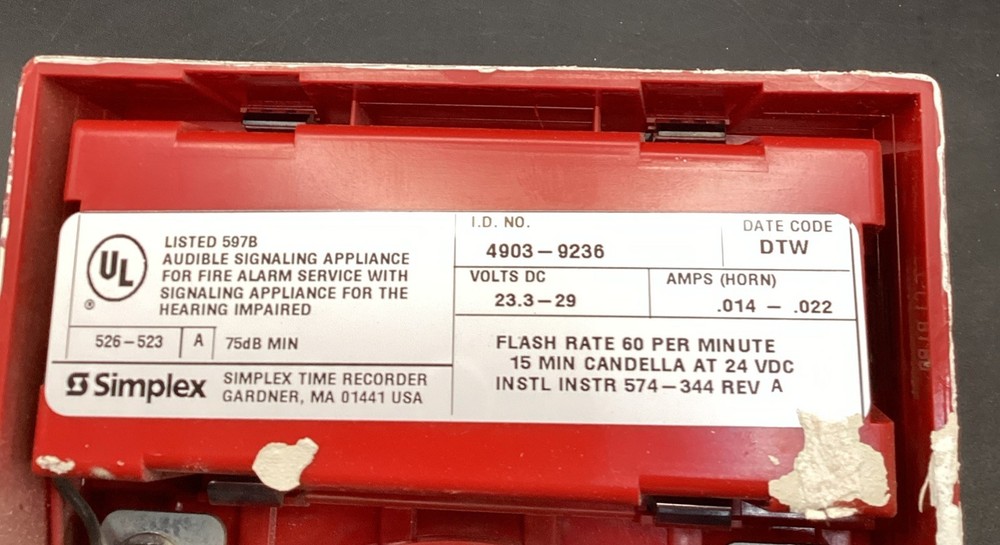 UL
®
LISTED 597B
AUDIBLE SIGNALING APPLIANCE
FOR FIRE ALARM SERVICE WITH
SIGNALING APPLIANCE FOR THE
HEARING IMPAIRED
526–523 A 75dB MIN
Simplex
SIMPLEX TIME RECORDER
GARDNER, MA 01441 USA
I.D. NO.
4903–9236
DATE CODE
DTW
VOLTS DC
23.3–29
AMPS (HORN)
.014 – .022
FLASH RATE 60 PER MINUTE
15 MIN CANDELLA AT 24 VDC
INSTL INSTR 574–344 REV A